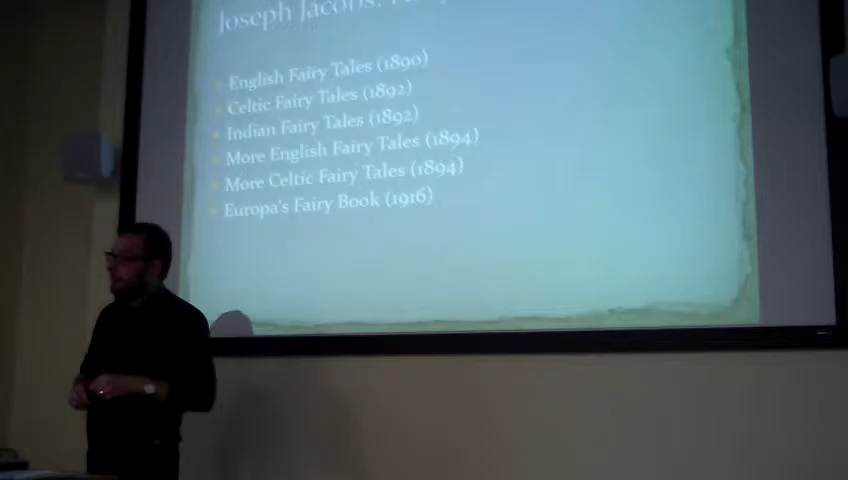 Joseph Jacobs:
English Fairy Tales (1890)
Celtic Fairy Tales (1892)
Indian Fairy Tales (1892)
More English Fairy Tales (1894)
More Celtic Fairy Tales (1894)
Europa's Fairy Book (1916)